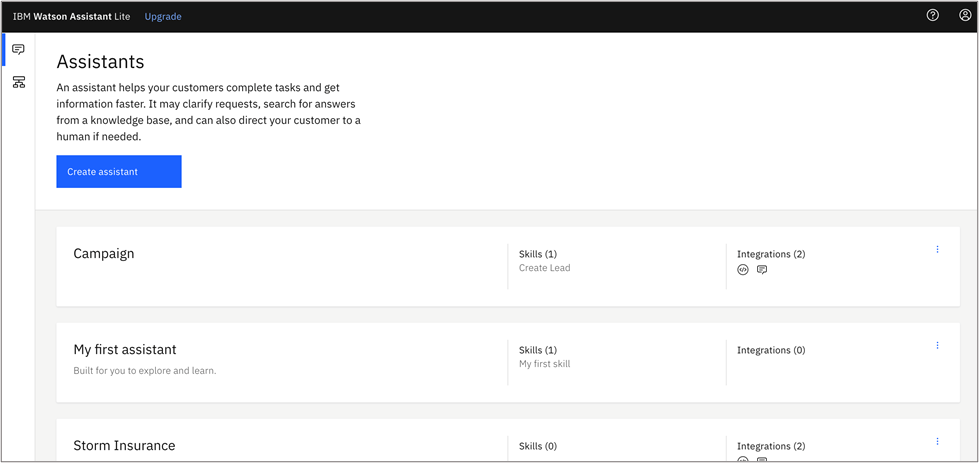 IBM Watson Assistant Lite Upgrade
Assistants
An assistant helps your customers complete tasks and get
information faster. It may clarify requests, search for answers
from a knowledge base, and can also direct your customer to a
human if needed.
Create assistant
Campaign
Skills (1)
Create Lead
Integrations (2)
My first assistant
Built for you to explore and learn.
Skills (1)
My first skill
Integrations (0)
Storm Insurance
Skills (0)
Integrations (2)